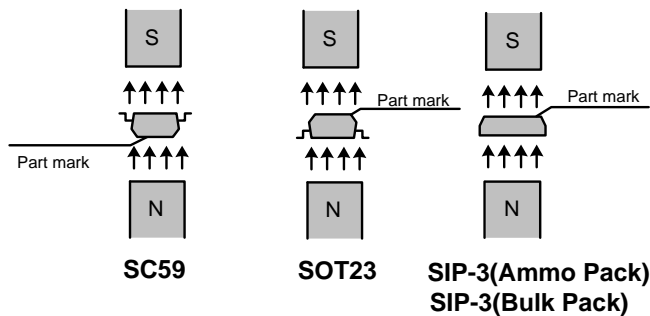 S
S
S
Part mark
Part mark
Part mark
N
N
N
SC59
SOT23
SIP-3(Ammo Pack)
SIP-3(Bulk Pack)